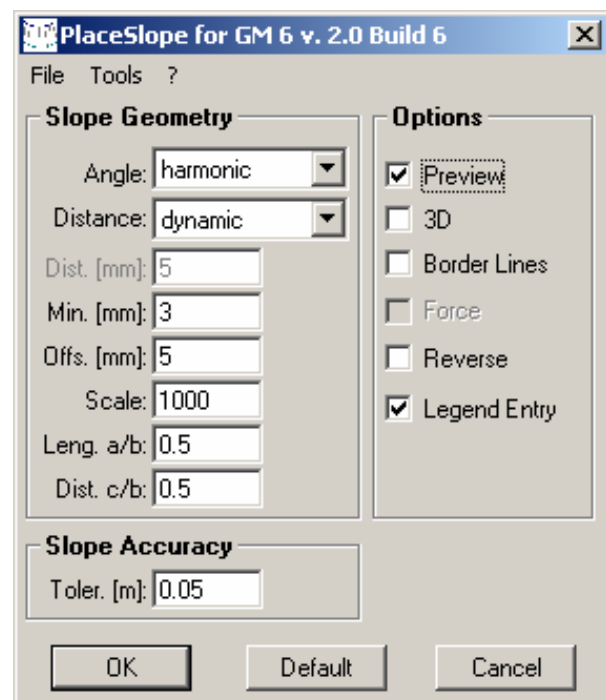 PlaceSlope for GM 6 v. 2.0 Build 6
File Tools ?
Slope Geometry
Angle: harmonic
Distance: dynamic
Dist. [mm]: 5
Min. [mm]: 3
Offs. [mm]: 5
Scale: 1000
Leng. a/b: 0.5
Dist. c/b: 0.5
Options
Preview
3D
Border Lines
Force
Reverse
Legend Entry
Slope Accuracy
Toler. [m]: 0.05
OK Default Cancel